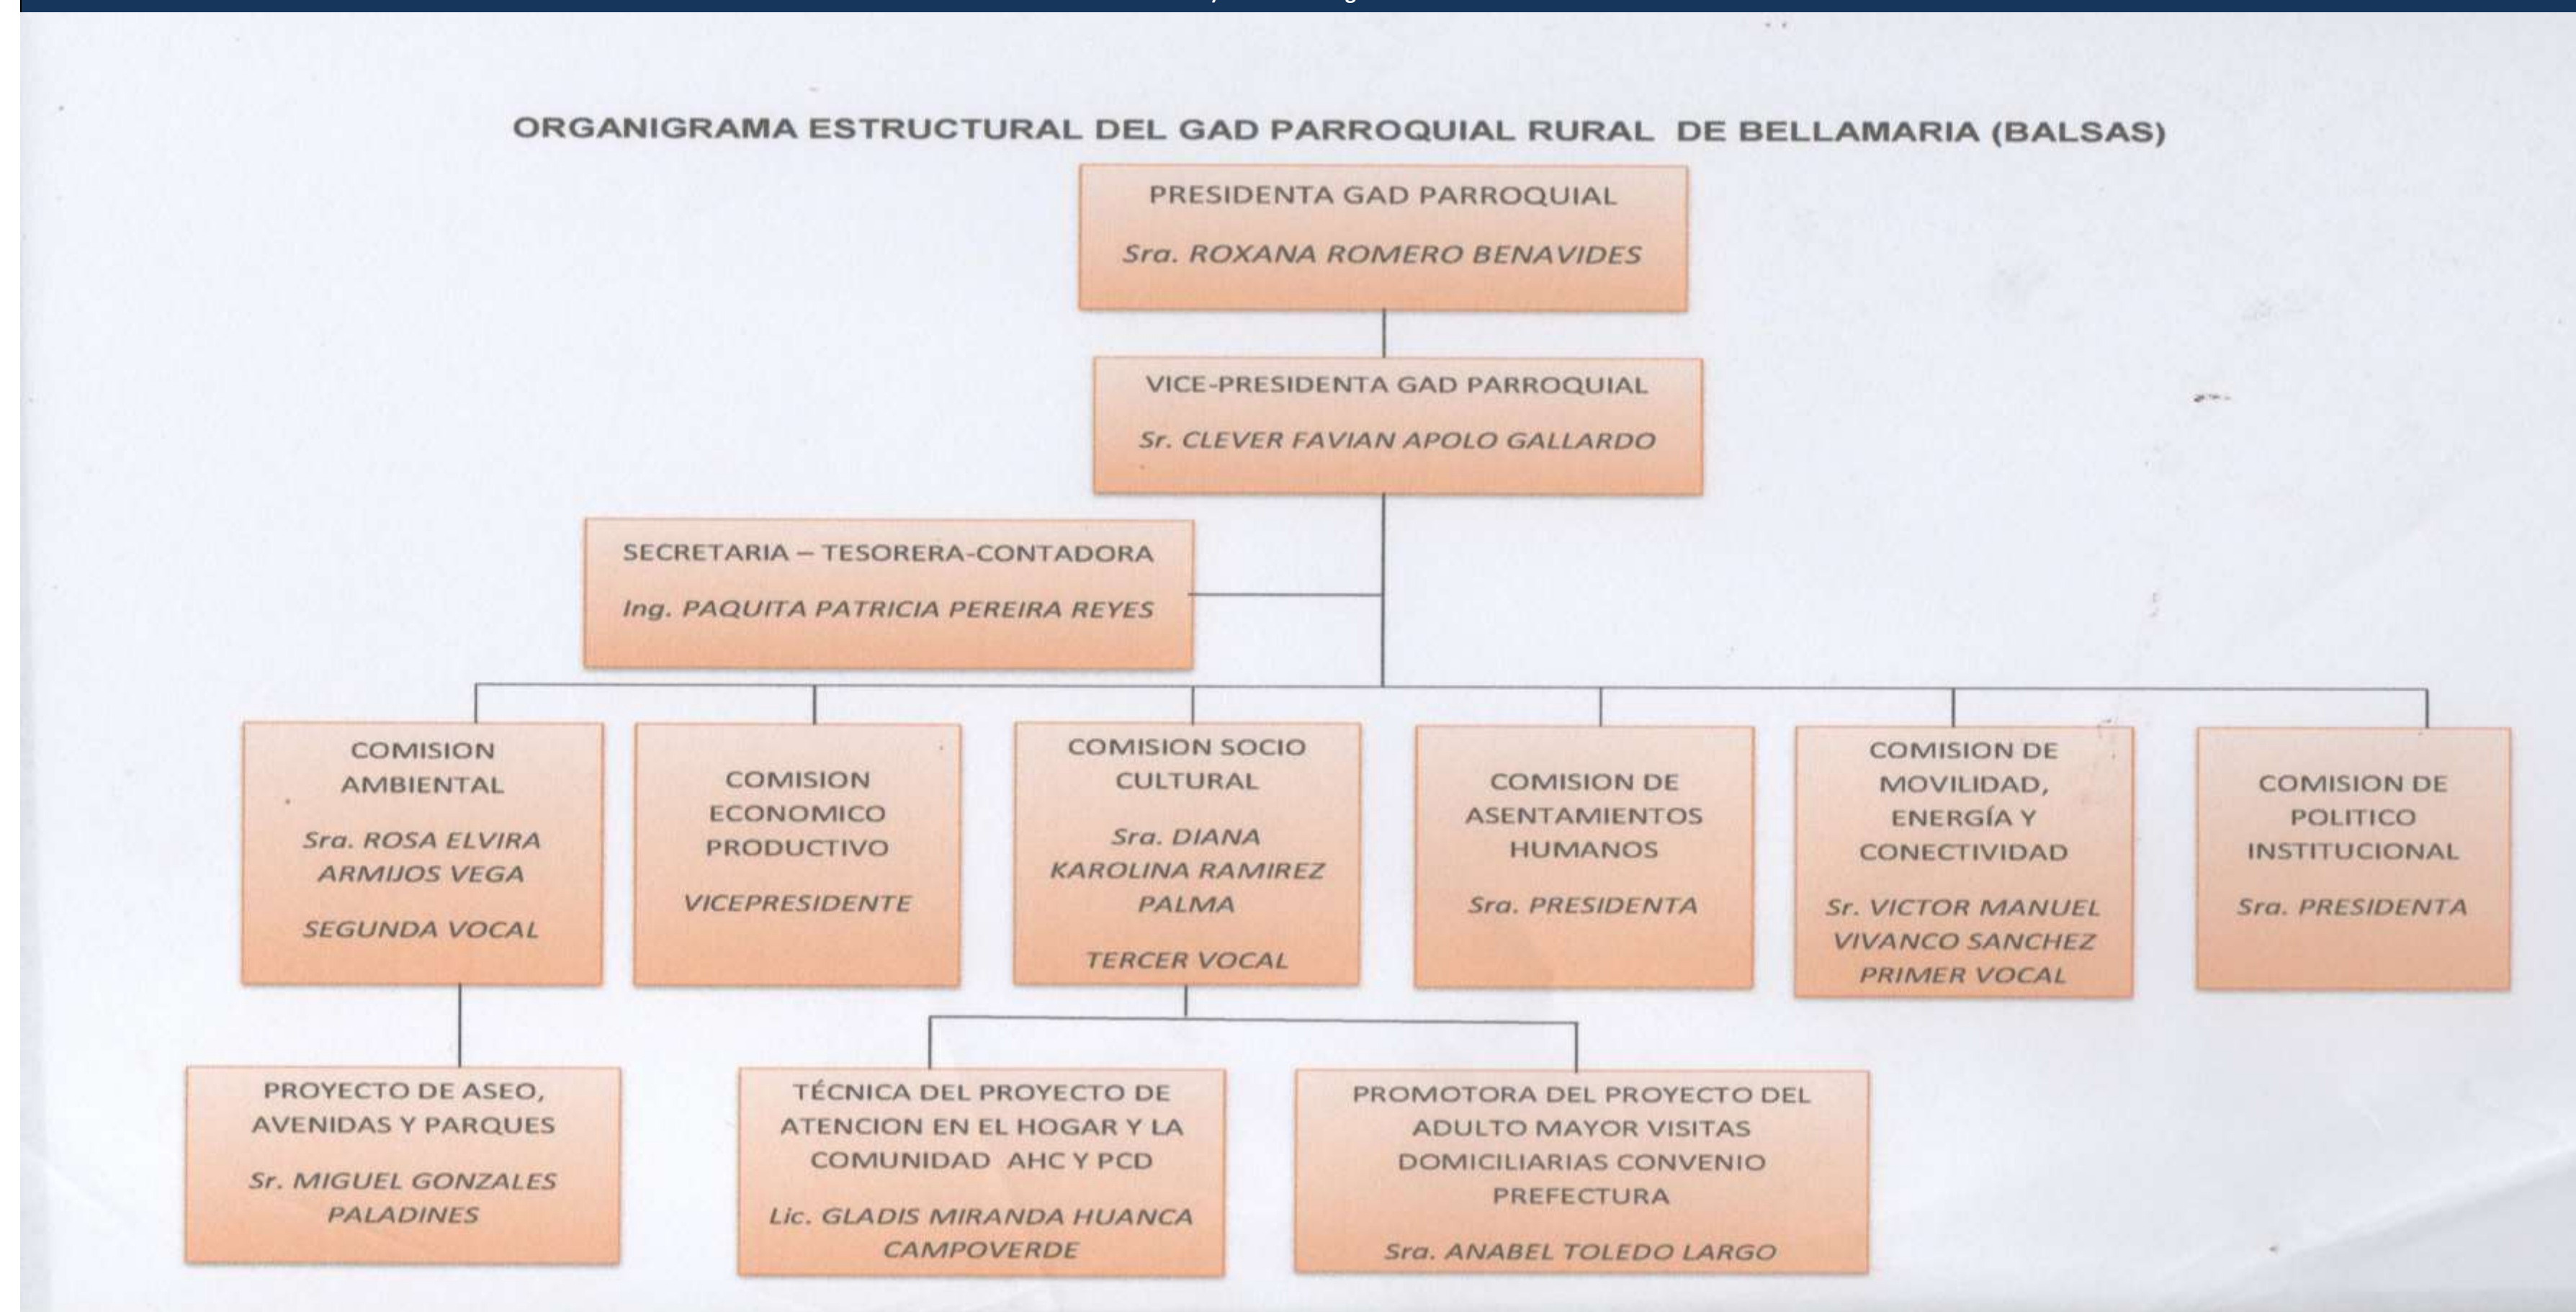 ORGANIGRAMA ESTRUCTURAL DEL GAD PARROQUIAL RURAL DE BELLAMARIA (BALSAS)
PRESIDENTA GAD PARROQUIAL
Sra. ROXANA ROMERO BENAVIDES
VICE-PRESIDENTA GAD PARROQUIAL
Sr. CLEVER FAVIAN APOLO GALLARDO
SECRETARIA – TESORERA-CONTADORA
Ing. PAQUITA PATRICIA PEREIRA REYES
COMISION
AMBIENTAL
Sra. ROSA ELVIRA
ARMIJOS VEGA
SEGUNDA VOCAL
COMISION
ECONOMICO
PRODUCTIVO
VICEPRESIDENTE
COMISION SOCIO
CULTURAL
Sra. DIANA
KAROLINA RAMIREZ
PALMA
TERCER VOCAL
COMISION DE
ASENTAMIENTOS
HUMANOS
Sra. PRESIDENTA
COMISION DE
MOVILIDAD,
ENERGÍA Y
CONECTIVIDAD
Sr. VICTOR MANUEL
VIVANCO SANCHEZ
PRIMER VOCAL
COMISION DE
POLITICO
INSTITUCIONAL
Sra. PRESIDENTA
PROYECTO DE ASEO,
AVENIDAS Y PARQUES
Sr. MIGUEL GONZALES
PALADINES
TÉCNICA DEL PROYECTO DE
ATENCION EN EL HOGAR Y LA
COMUNIDAD AHC Y PCD
Lic. GLADIS MIRANDA HUANCA
CAMPOVERDE
PROMOTORA DEL PROYECTO DEL
ADULTO MAYOR VISITAS
DOMICILIARIAS CONVENIO
PREFECTURA
Sra. ANABEL TOLEDO LARGO